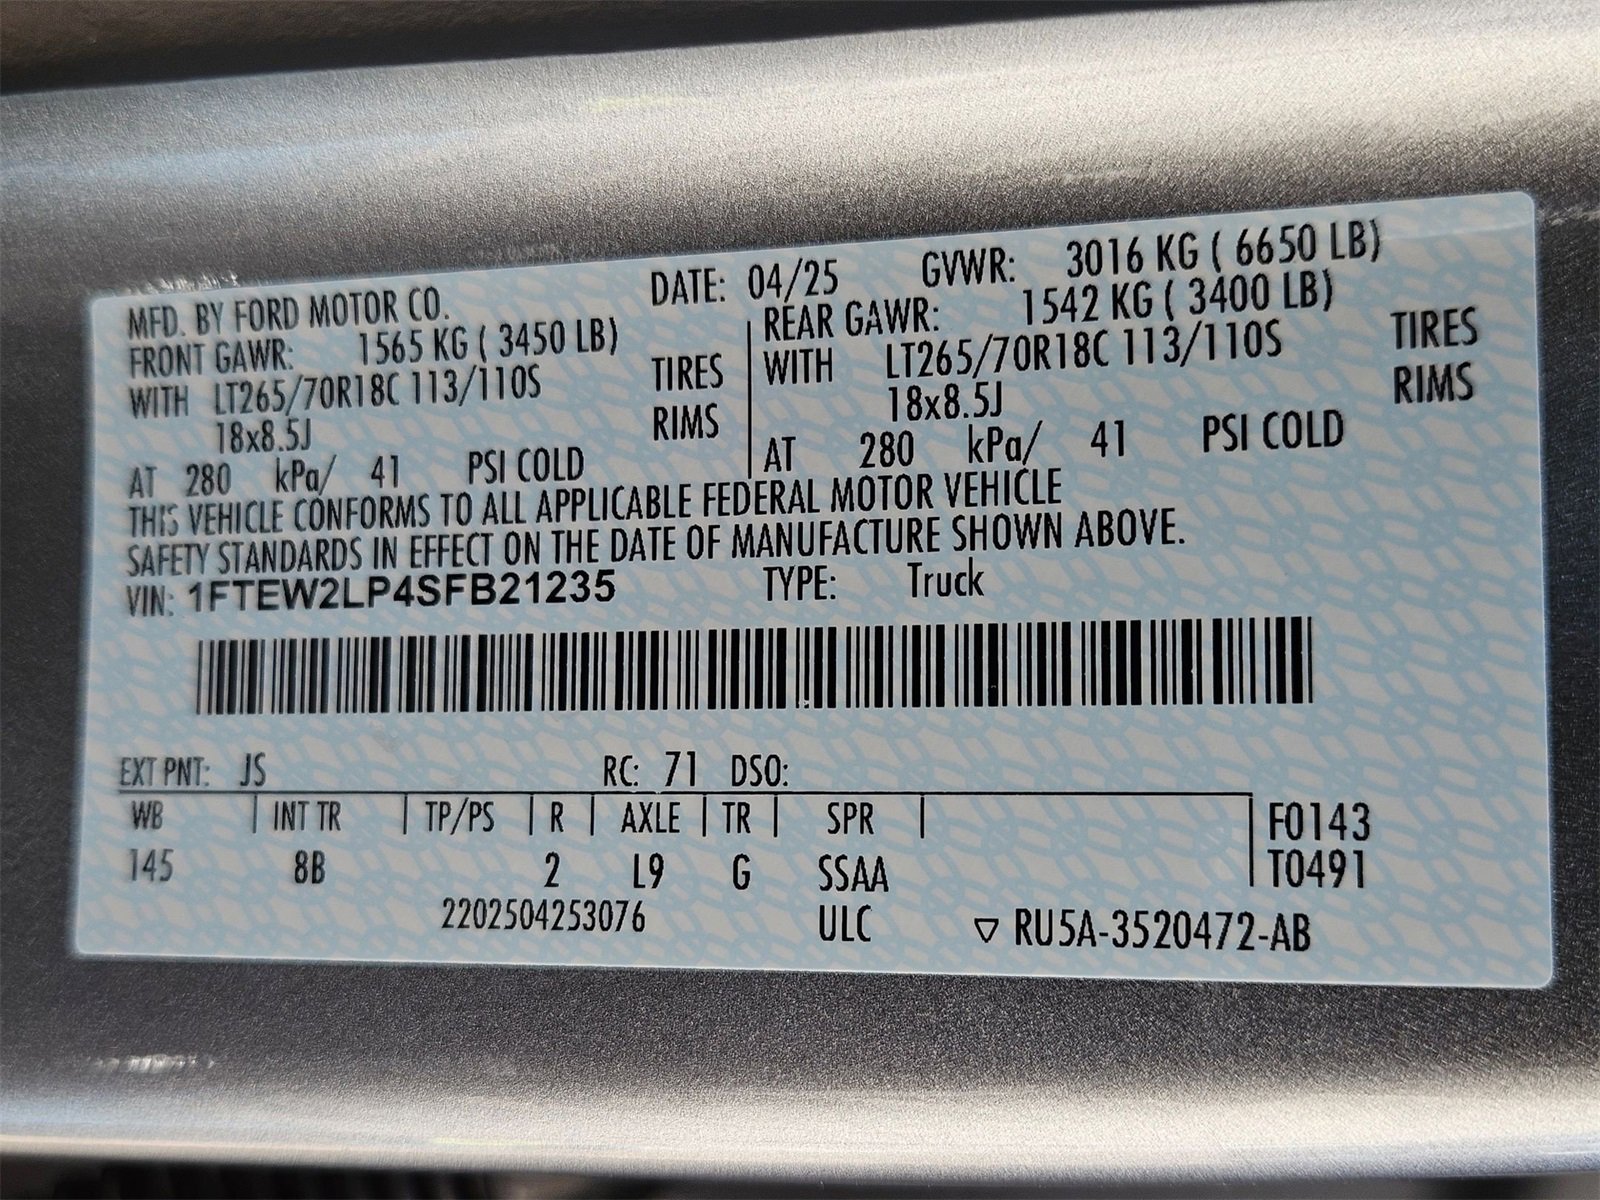 MFD. BY FORD MOTOR CO. DATE: 04/25 GVWR: 3016 KG ( 6650 LB)
FRONT GAWR: 1565 KG ( 3450 LB) REAR GAWR: 1542 KG ( 3400 LB)
WITH LT265/70R18C 113/110S TIRES WITH LT265/70R18C 113/110S TIRES
18x8.5J RIMS 18x8.5J RIMS
AT 280 kPa/ 41 PSI COLD AT 280 kPa/ 41 PSI COLD
THIS VEHICLE CONFORMS TO ALL APPLICABLE FEDERAL MOTOR VEHICLE
SAFETY STANDARDS IN EFFECT ON THE DATE OF MANUFACTURE SHOWN ABOVE.
VIN: 1FTEW2LP4SFB21235 TYPE: Truck
EXT PNT: JS RC: 71 DSO:
WB | INT TR | TP/PS | R | AXLE | TR | SPR | F0143
145 8B 2 L9 G SSAA T0491
2202504253076 ULC ▽ RU5A-3520472-AB